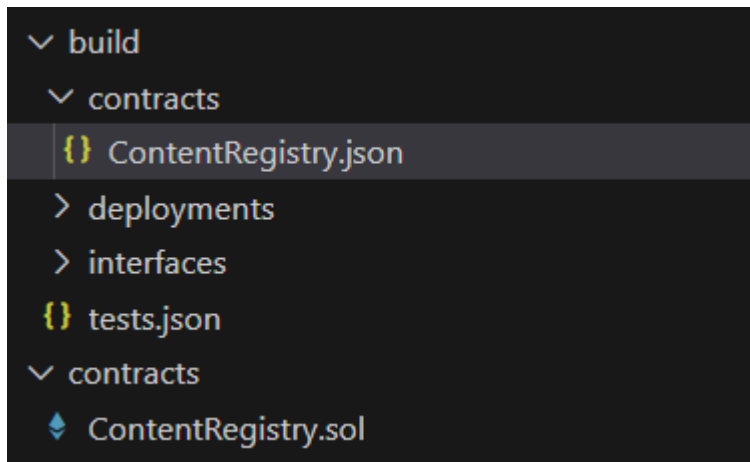 build
contracts
{} ContentRegistry.json
deployments
interfaces
{} tests.json
contracts
ContentRegistry.sol